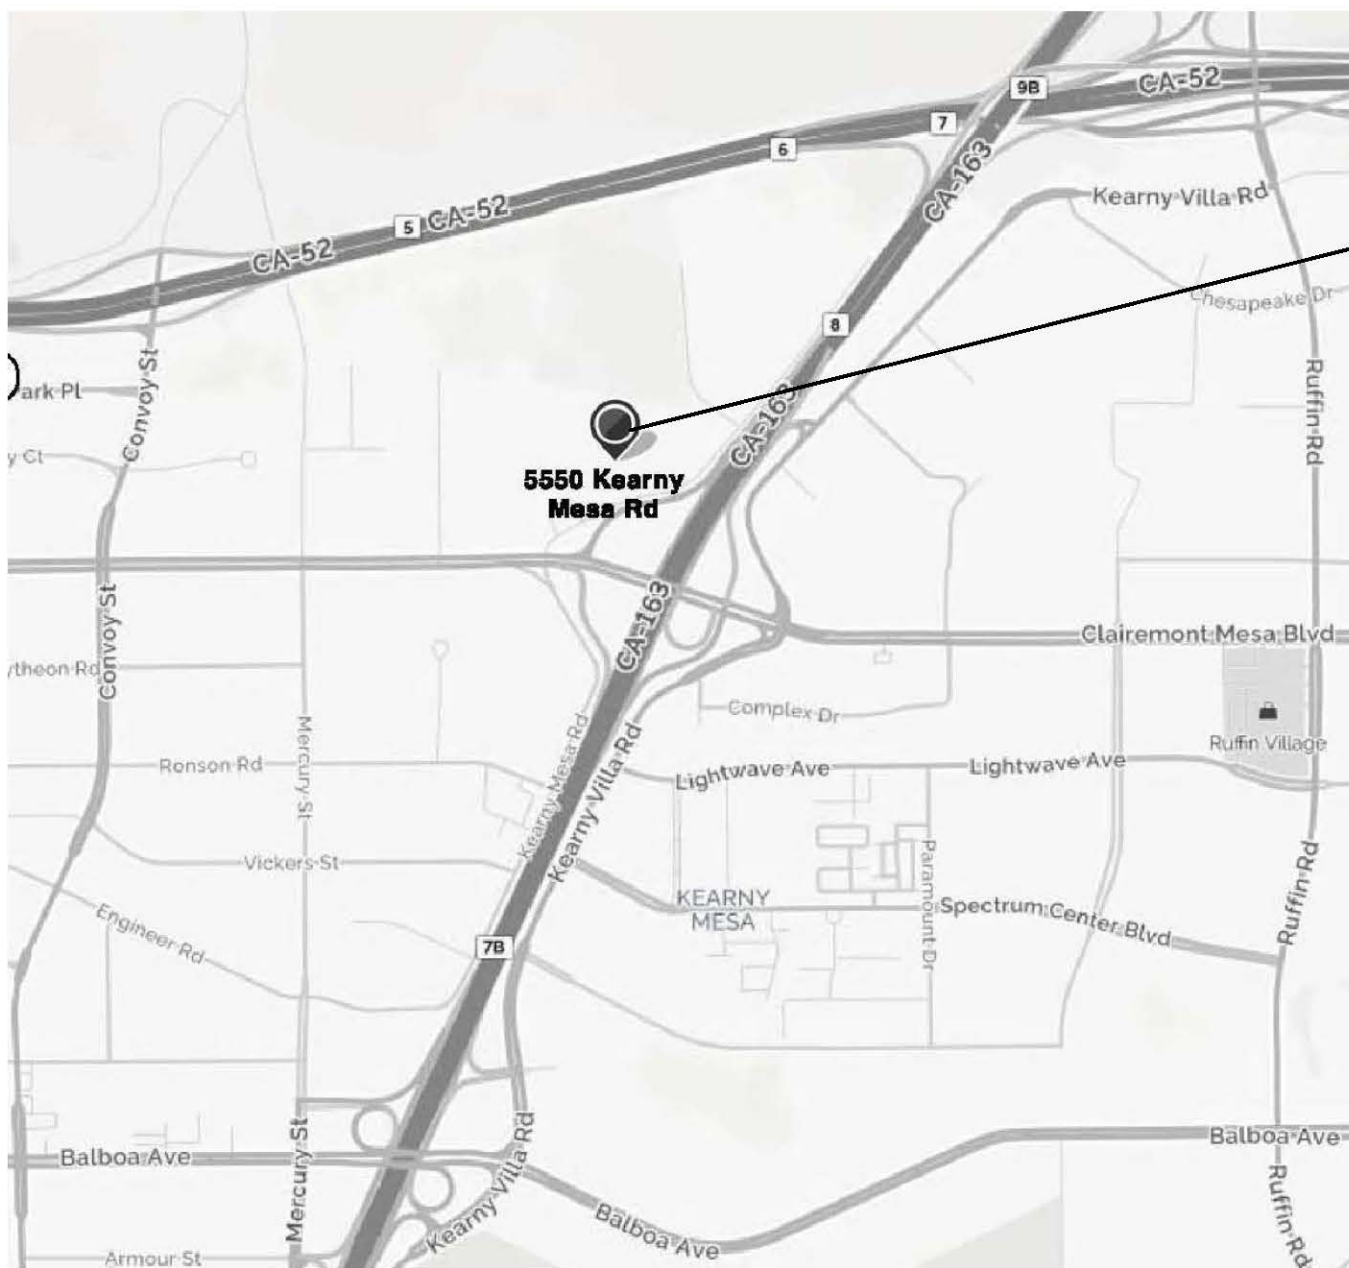 9B
CA-52
7
6
CA-163
Kearny Villa Rd
CA-52
5
CA-52
Chesapeake Dr
8
Convoy St
Ruffin Rd
ark Pl
CA-163
y Ct
5550 Kearny
Mesa Rd
CA-163
Convoy St
Clairemont Mesa Blvd
ytheon Rd
Complex Dr
Mercury St
Kearny Mesa Rd
Kearny Villa Rd
Ruffin Village
Ronson Rd
Lightwave Ave
Lightwave Ave
Vickers St
Paramount Dr
Ruffin Rd
KEARNY
MESA
Spectrum Center Blvd
Engineer Rd
7B
Mercury St
Kearny Villa Rd
Balboa Ave
Balboa Ave
Balboa Ave
Ruffin Rd
Armour St